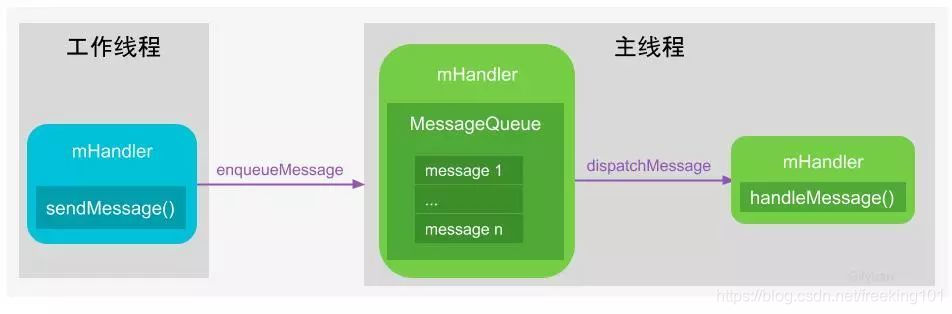 工作线程
mHandler
sendMessage()
enqueueMessage
主线程
mHandler
MessageQueue
message 1
...
message n
dispatchMessage
mHandler
handleMessage()
https://blog.csdn.net/freeking101